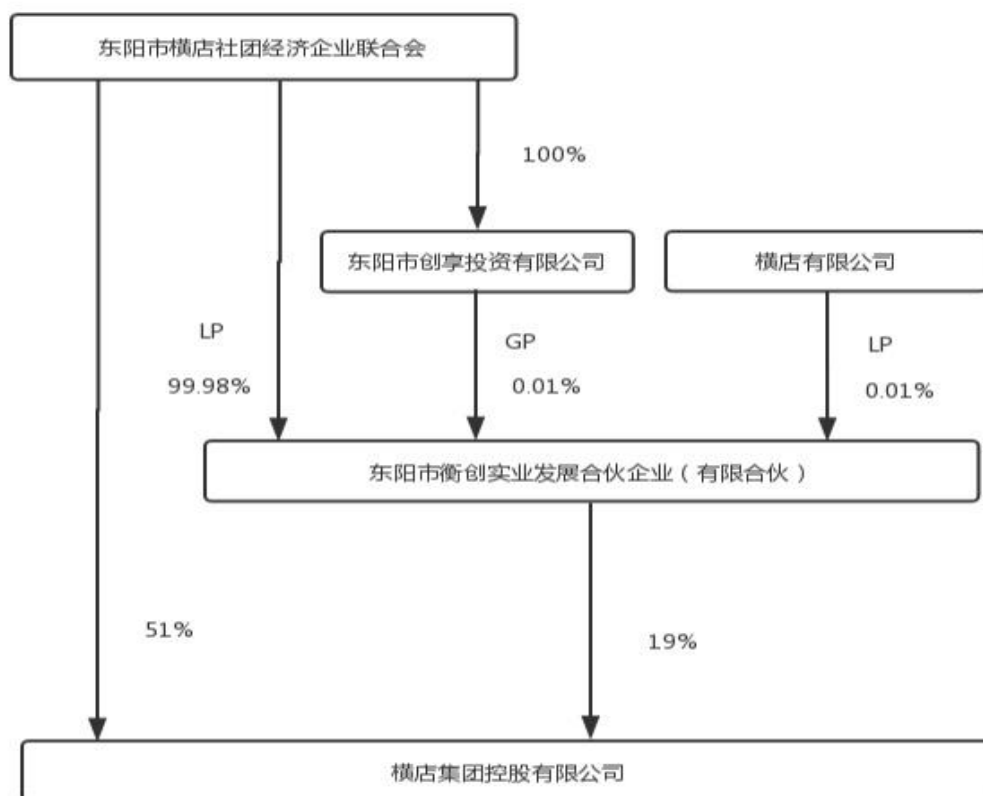 东阳市横店社团经济企业联合会
100%
东阳市创享投资有限公司
横店有限公司
LP
GP
LP
99.98%
0.01%
0.01%
东阳市衡创实业发展合伙企业（有限合伙）
51%
19%
横店集团控股有限公司